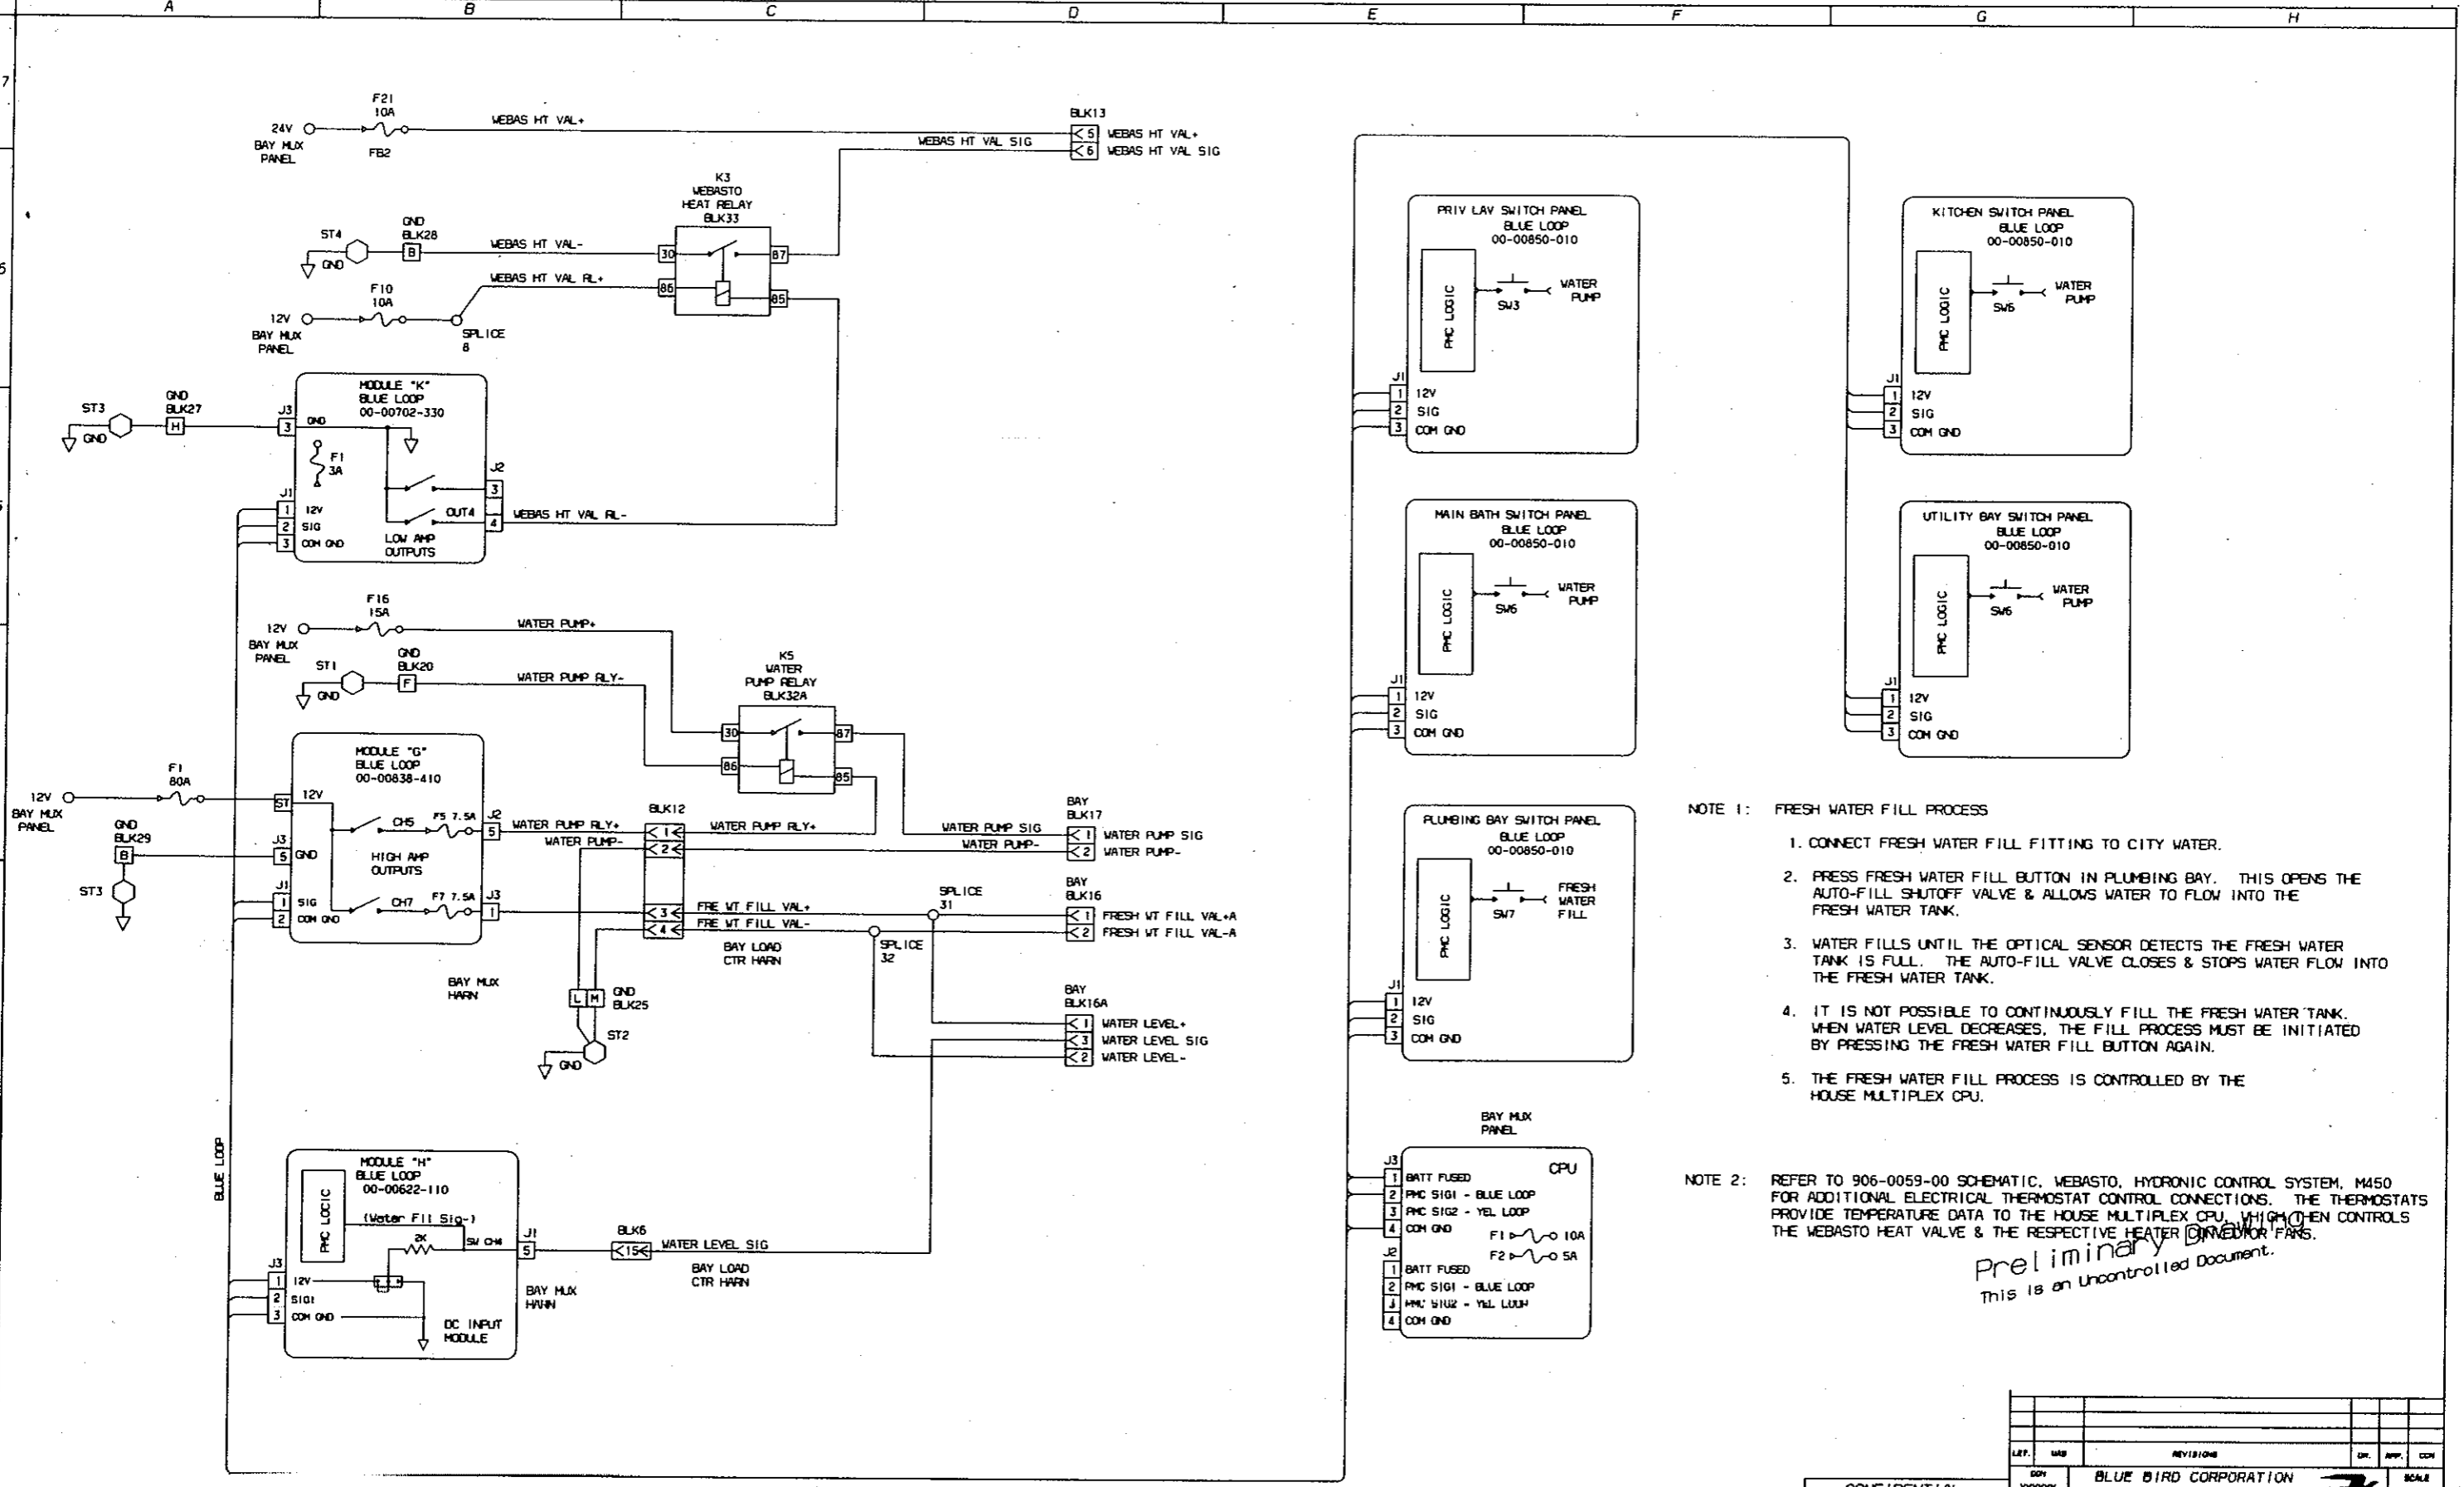 A B C D E F G H
7
F21
10A
24V
BAY MUX
PANEL
FB2
WEBAS HT VAL+
BLK13
5 WEBAS HT VAL+
6 WEBAS HT VAL SIG
WEBAS HT VAL SIG
K3
WEBASTO
HEAT RELAY
BLK33
30 87
86 85
6
ST4
GND
GND
BLK28
B
WEBAS HT VAL-
WEBAS HT VAL RL+
F10
10A
12V
BAY MUX
PANEL
SPLICE
8
ST3
GND
GND
BLK27
H
MODULE "K"
BLUE LOOP
00-00702-330
J3
3 GND
F1
3A
J2
3
OUT4 4
LOW AMP
OUTPUTS
J1
1 12V
2 SIG
3 COM GND
WEBAS HT VAL RL-
F16
15A
12V
BAY MUX
PANEL
WATER PUMP+
ST1
GND
GND
BLK20
F
WATER PUMP RLY-
K5
WATER
PUMP RELAY
BLK32A
30 87
86 85
F1
80A
12V
BAY MUX
PANEL
GND
BLK29
B
ST3
MODULE "G"
BLUE LOOP
00-00838-410
ST 12V
CH5 F5 7.5A
J2
5
J3
5 GND
HIGH AMP
OUTPUTS
J1
1 SIG
2 COM GND
CH7 F7 7.5A
J3
1
WATER PUMP RLY+
WATER PUMP-
BLK12
1
2
3
4
WATER PUMP RLY+
WATER PUMP SIG
WATER PUMP-
BAY
BLK17
1 WATER PUMP SIG
2 WATER PUMP-
FRE WT FILL VAL+
FRE WT FILL VAL-
SPLICE
31
SPLICE
32
BAY
BLK16
1 FRESH WT FILL VAL+A
2 FRESH WT FILL VAL-A
BAY LOAD
CTR HARN
BAY MUX
HARN
L M
GND
BLK25
ST2
GND
BAY
BLK16A
1 WATER LEVEL+
3 WATER LEVEL SIG
2 WATER LEVEL-
BLUE LOOP
MODULE "H"
BLUE LOOP
00-00622-110
PMC LOGIC
(Water Fil Sig-)
2K
SW CH4
J1
5
J3
1 12V
2 SIG1
3 COM GND
DC INPUT
MODULE
BAY MUX
HARN
BLK6
15
WATER LEVEL SIG
BAY LOAD
CTR HARN
PRIV LAV SWITCH PANEL
BLUE LOOP
00-00850-010
PMC LOGIC
SW3
WATER
PUMP
J1
1 12V
2 SIG
3 COM GND
KITCHEN SWITCH PANEL
BLUE LOOP
00-00850-010
PMC LOGIC
SW6
WATER
PUMP
J1
1 12V
2 SIG
3 COM GND
MAIN BATH SWITCH PANEL
BLUE LOOP
00-00850-010
PMC LOGIC
SW6
WATER
PUMP
J1
1 12V
2 SIG
3 COM GND
UTILITY BAY SWITCH PANEL
BLUE LOOP
00-00850-010
PMC LOGIC
SW6
WATER
PUMP
J1
1 12V
2 SIG
3 COM GND
PLUMBING BAY SWITCH PANEL
BLUE LOOP
00-00850-010
PMC LOGIC
SW7
FRESH
WATER
FILL
J1
1 12V
2 SIG
3 COM GND
BAY MUX
PANEL
CPU
J3
1 BATT FUSED
2 PMC SIG1 - BLUE LOOP
3 PMC SIG2 - YEL LOOP
4 COM GND
F1 10A
F2 5A
J2
1 BATT FUSED
2 PMC SIG1 - BLUE LOOP
3 PMC SIG2 - YEL LOOP
4 COM GND
NOTE 1: FRESH WATER FILL PROCESS
1. CONNECT FRESH WATER FILL FITTING TO CITY WATER.
2. PRESS FRESH WATER FILL BUTTON IN PLUMBING BAY. THIS OPENS THE
AUTO-FILL SHUTOFF VALVE & ALLOWS WATER TO FLOW INTO THE
FRESH WATER TANK.
3. WATER FILLS UNTIL THE OPTICAL SENSOR DETECTS THE FRESH WATER
TANK IS FULL. THE AUTO-FILL VALVE CLOSES & STOPS WATER FLOW INTO
THE FRESH WATER TANK.
4. IT IS NOT POSSIBLE TO CONTINUOUSLY FILL THE FRESH WATER TANK.
WHEN WATER LEVEL DECREASES, THE FILL PROCESS MUST BE INITIATED
BY PRESSING THE FRESH WATER FILL BUTTON AGAIN.
5. THE FRESH WATER FILL PROCESS IS CONTROLLED BY THE
HOUSE MULTIPLEX CPU.
NOTE 2: REFER TO 906-0059-00 SCHEMATIC, WEBASTO, HYDRONIC CONTROL SYSTEM, M450
FOR ADDITIONAL ELECTRICAL THERMOSTAT CONTROL CONNECTIONS. THE THERMOSTATS
PROVIDE TEMPERATURE DATA TO THE HOUSE MULTIPLEX CPU, WHICH THEN CONTROLS
THE WEBASTO HEAT VALVE & THE RESPECTIVE HEATER CONVECTOR FANS.
Preliminary Drawing
This is an Uncontrolled Document.
LET. REVISIONS DR. APP. CCN
BLUE BIRD CORPORATION
SCALE
CONFIDENTIAL